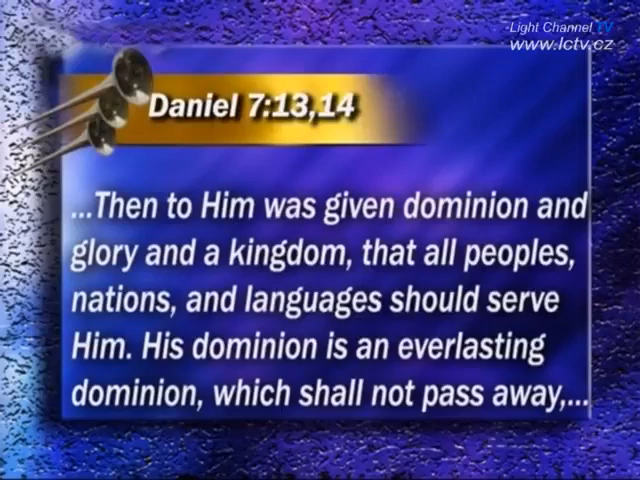 Light Channel TV
www.lctv.cz
Daniel 7:13,14
...Then to Him was given dominion and
glory and a kingdom, that all peoples,
nations, and languages should serve
Him. His dominion is an everlasting
dominion, which shall not pass away,...